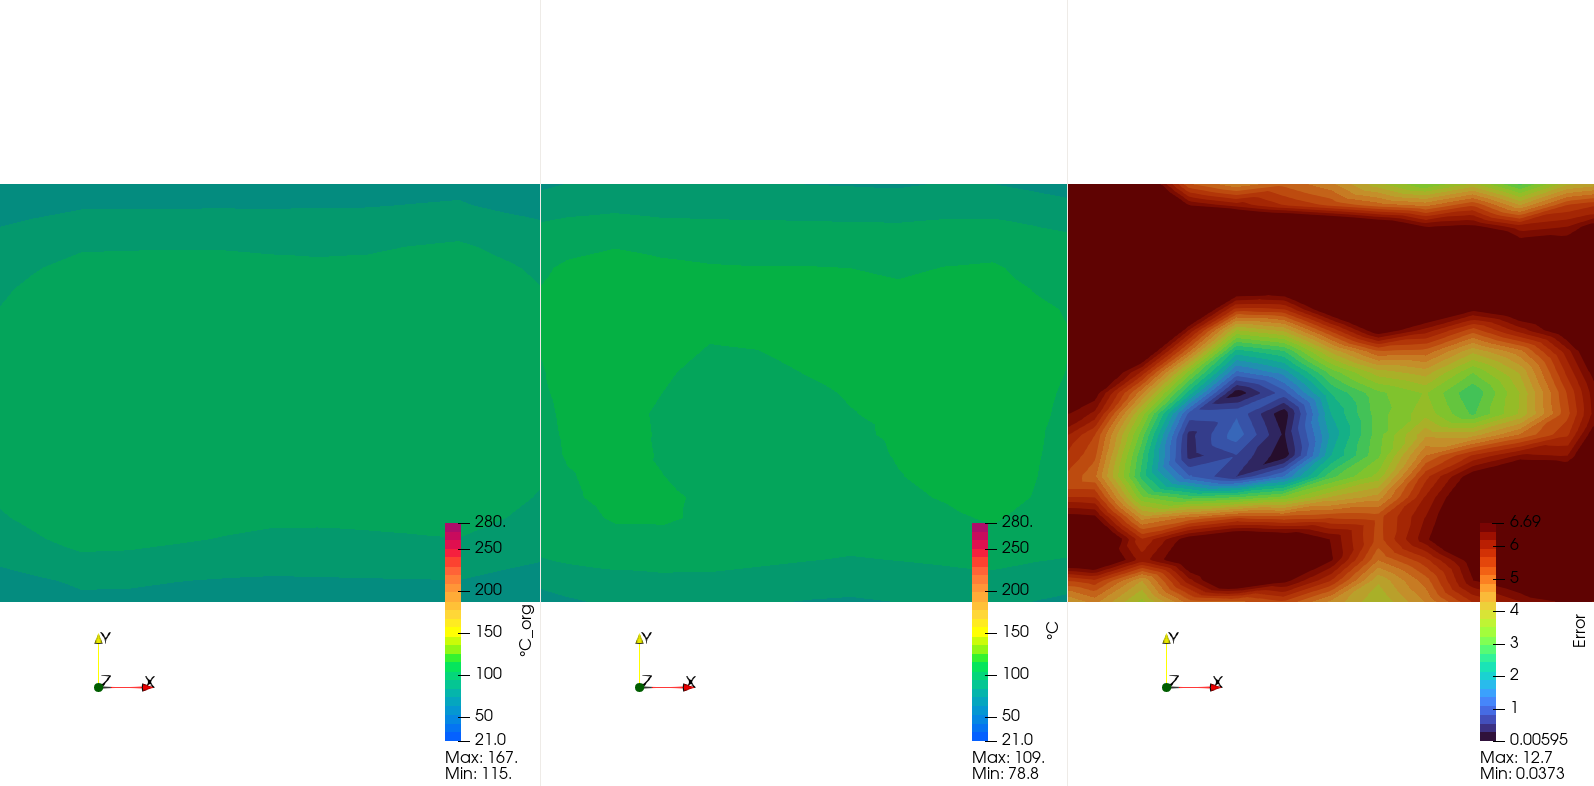 280.
250
200
150
100
50
21.0
°C_org
Max: 167.
Min: 115.
Y
Z
X
280.
250
200
150
100
50
21.0
°C
Max: 109.
Min: 78.8
Y
Z
X
6.69
6
5
4
3
2
1
0.00595
Error
Max: 12.7
Min: 0.0373
Y
Z
X